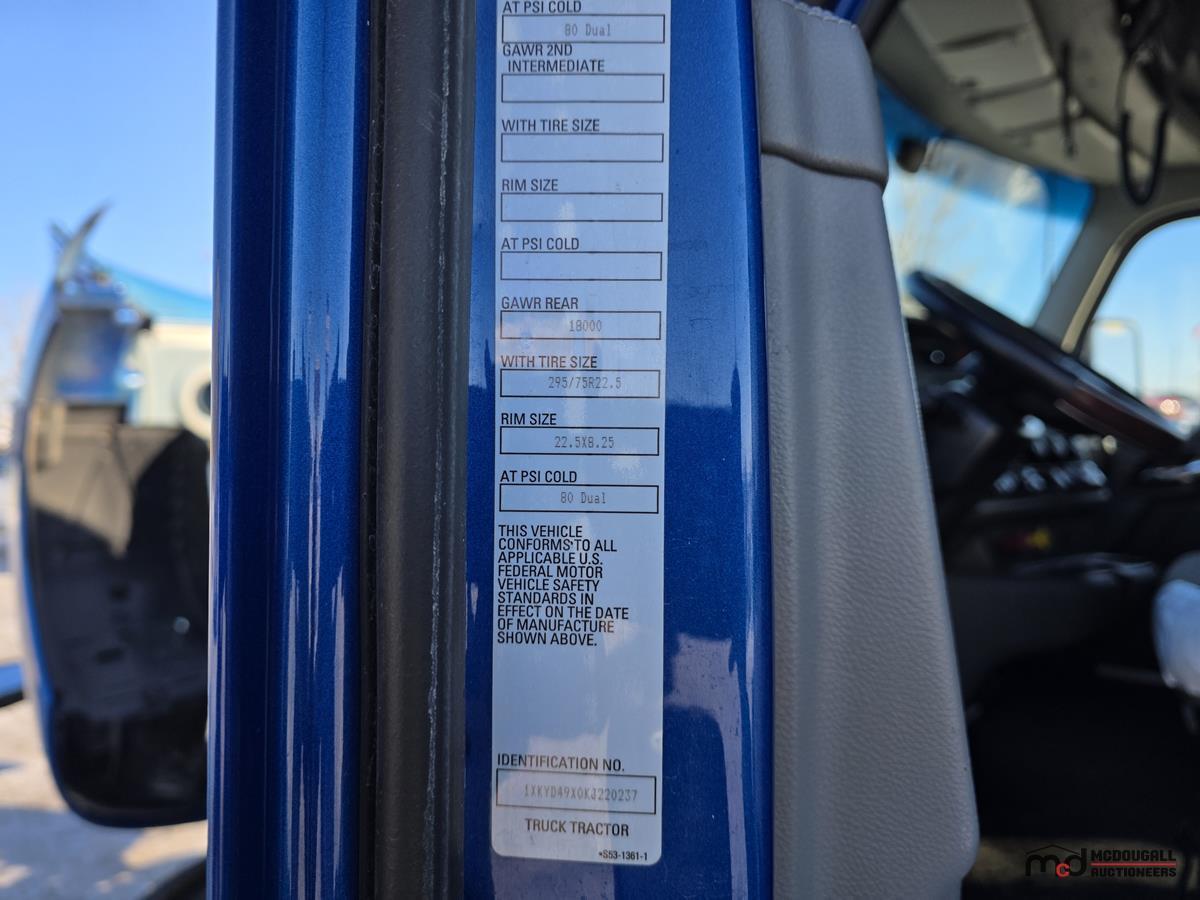 AT PSI COLD
80 Dual
GAWR 2ND
INTERMEDIATE
WITH TIRE SIZE
RIM SIZE
AT PSI COLD
GAWR REAR
18000
WITH TIRE SIZE
295/75R22.5
RIM SIZE
22.5X8.25
AT PSI COLD
80 Dual
THIS VEHICLE
CONFORMS TO ALL
APPLICABLE U.S.
FEDERAL MOTOR
VEHICLE SAFETY
STANDARDS IN
EFFECT ON THE DATE
OF MANUFACTURE
SHOWN ABOVE.
IDENTIFICATION NO.
1XKYD49X0KJ220237
TRUCK TRACTOR
*S53-1361-1
mcd MCDOUGALL
AUCTIONEERS